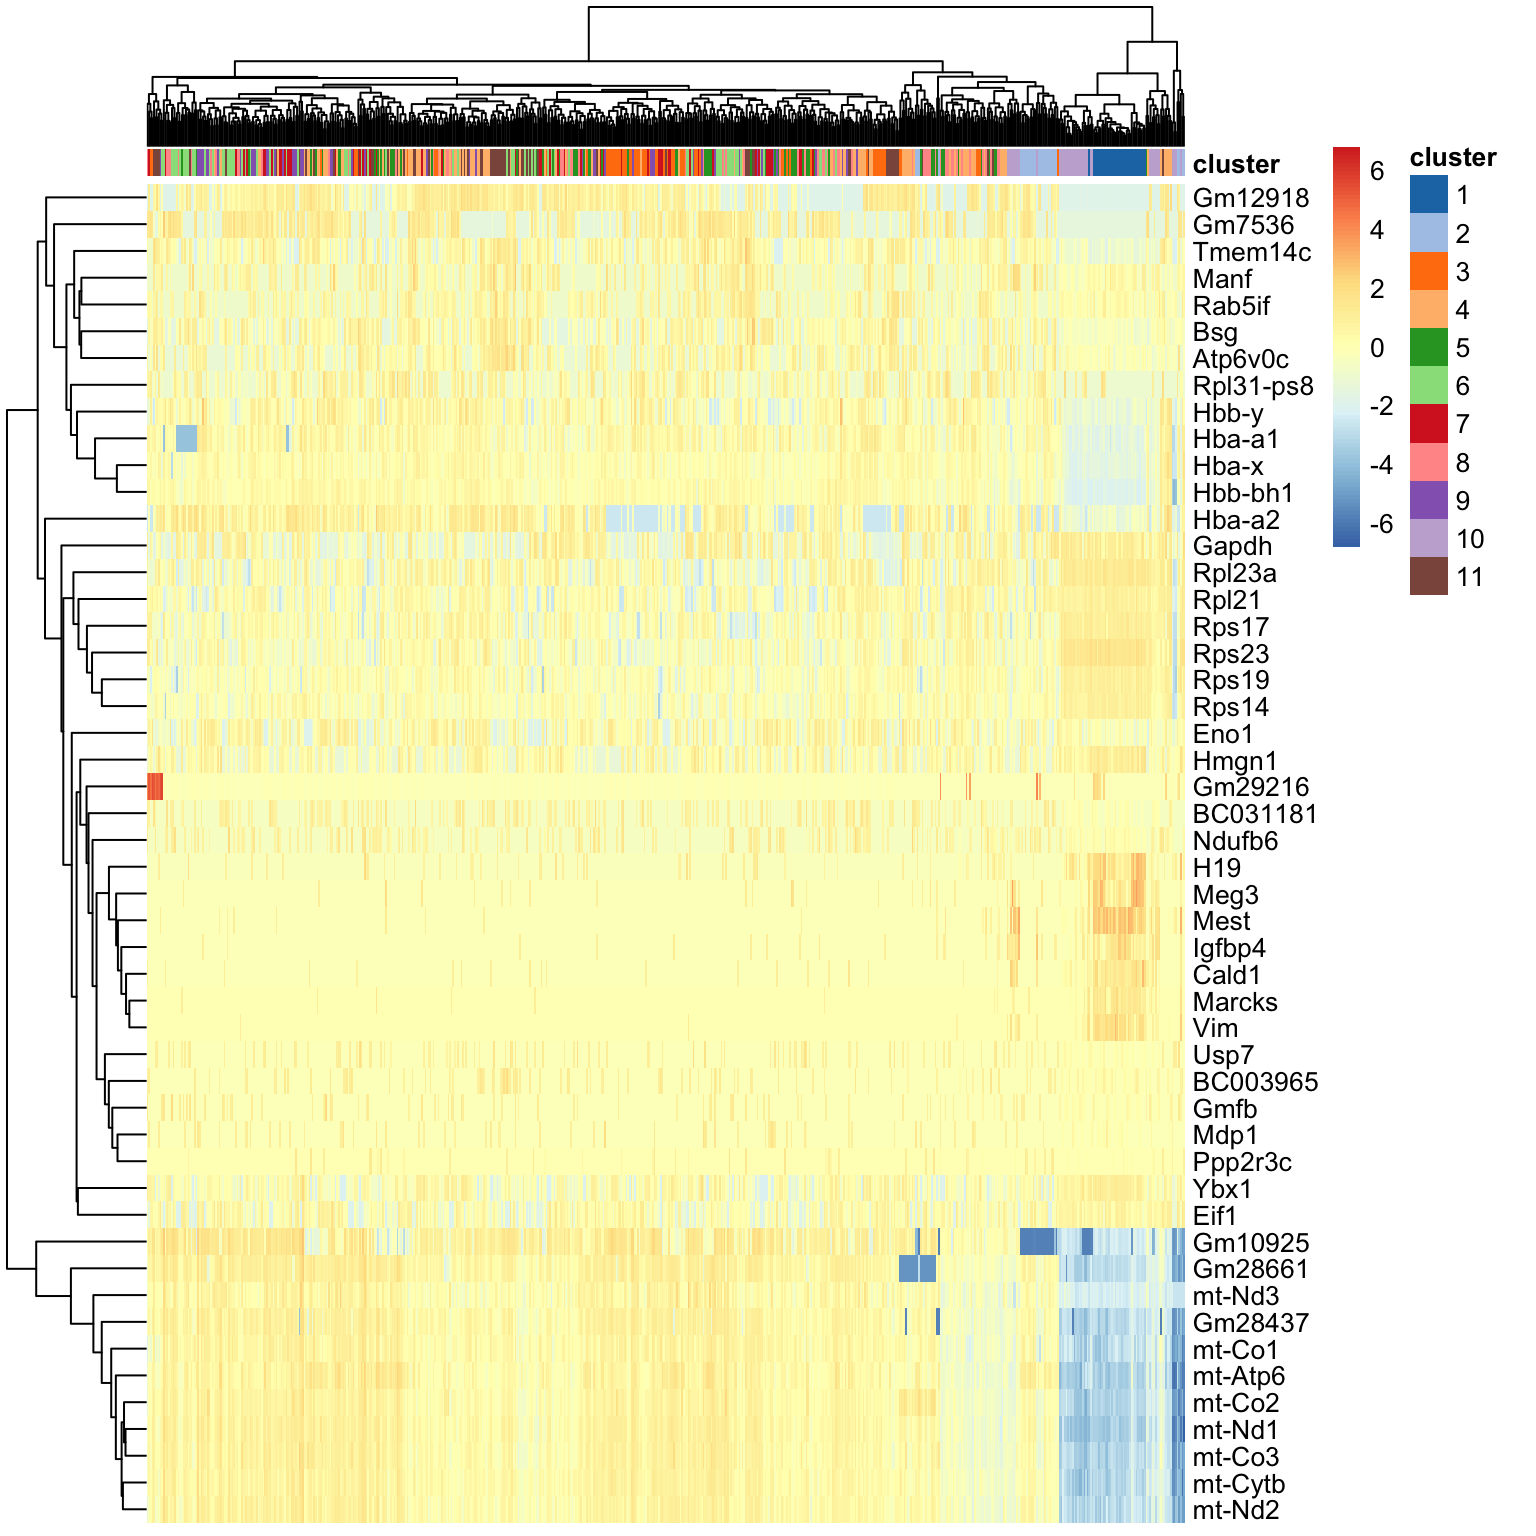 cluster
Gm12918
Gm7536
Tmem14c
Manf
Rab5if
Bsg
Atp6v0c
Rpl31-ps8
Hbb-y
Hba-a1
Hba-x
Hbb-bh1
Hba-a2
Gapdh
Rpl23a
Rpl21
Rps17
Rps23
Rps19
Rps14
Eno1
Hmgn1
Gm29216
BC031181
Ndufb6
H19
Meg3
Mest
Igfbp4
Cald1
Marcks
Vim
Usp7
BC003965
Gmfb
Mdp1
Ppp2r3c
Ybx1
Eif1
Gm10925
Gm28661
mt-Nd3
Gm28437
mt-Co1
mt-Atp6
mt-Co2
mt-Nd1
mt-Co3
mt-Cytb
mt-Nd2
6
4
2
0
-2
-4
-6
cluster
1
2
3
4
5
6
7
8
9
10
11